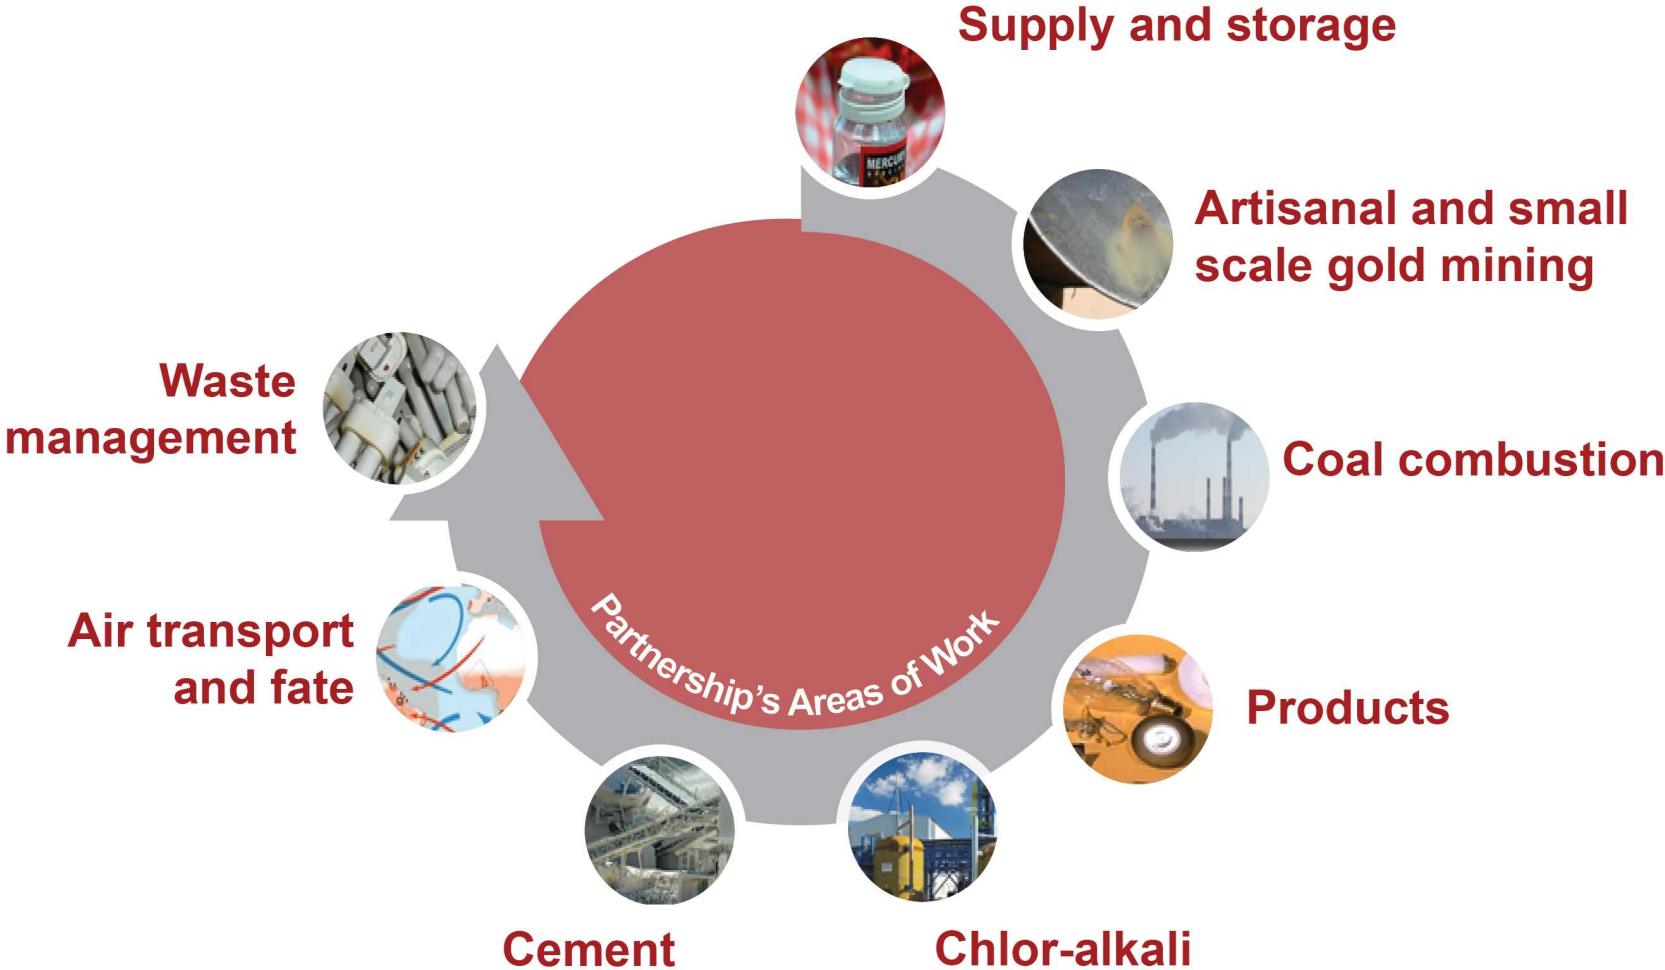 Supply and storage
MERCURY
Artisanal and small
scale gold mining
Coal combustion
Products
Chlor-alkali
Cement
Air transport
and fate
Waste
management
Partnership’s Areas of Work